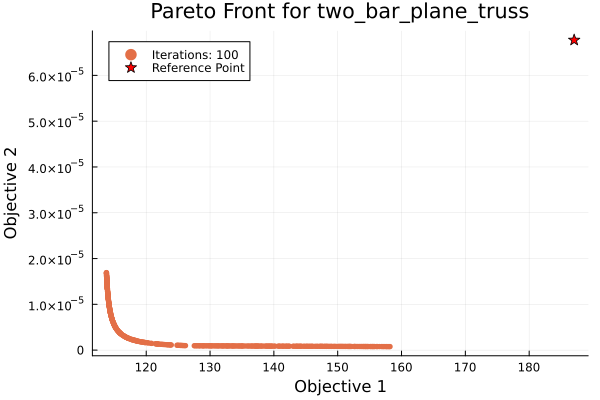 Pareto Front for two_bar_plane_truss
Iterations: 100
Reference Point
Objective 2
6.0×10⁻⁵
5.0×10⁻⁵
4.0×10⁻⁵
3.0×10⁻⁵
2.0×10⁻⁵
1.0×10⁻⁵
0
120 130 140 150 160 170 180
Objective 1